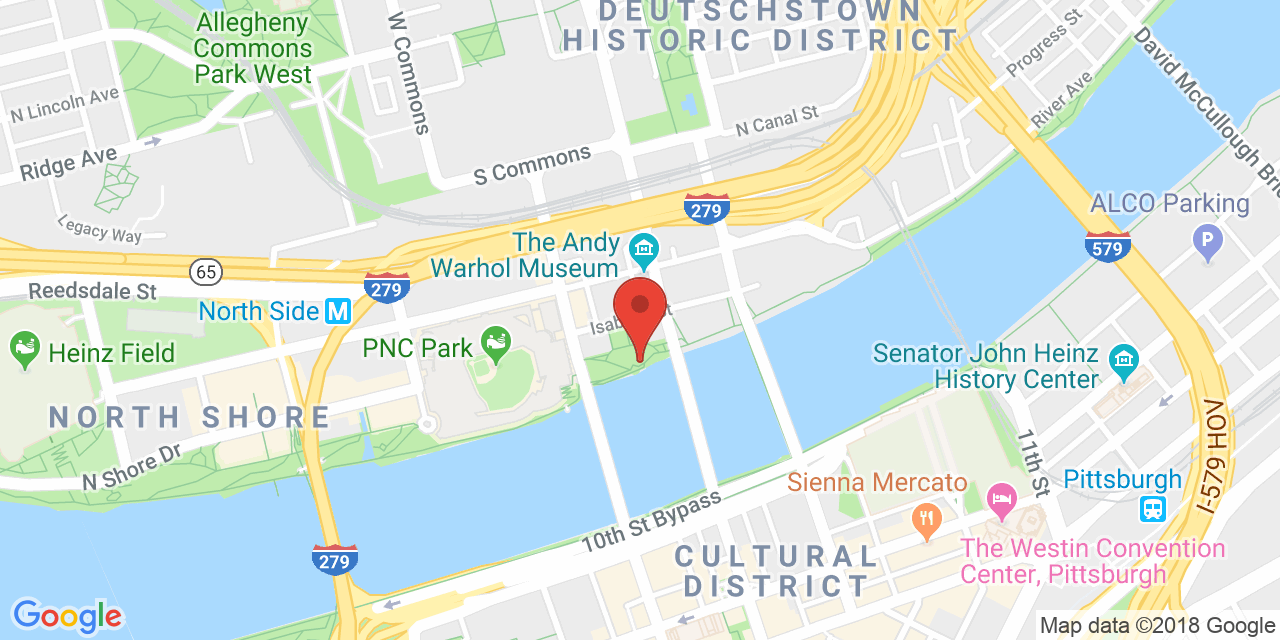 Allegheny
Commons
Park West
W Commons
DEUTSCHSTOWN
HISTORIC DISTRICT
Progress St
David McCullough Bri
N Lincoln Ave
River Ave
N Canal St
Ridge Ave
S Commons
ALCO Parking
P
279
Legacy Way
The Andy
Warhol Museum
579
65
Reedsdale St
279
North Side
M
Heinz Field
PNC Park
Senator John Heinz
History Center
NORTH SHORE
11th St
I-579 HOV
N Shore Dr
Sienna Mercato
Pittsburgh
10th St Bypass
279
CULTURAL
DISTRICT
The Westin Convention
Center, Pittsburgh
Google
Map data ©2018 Google